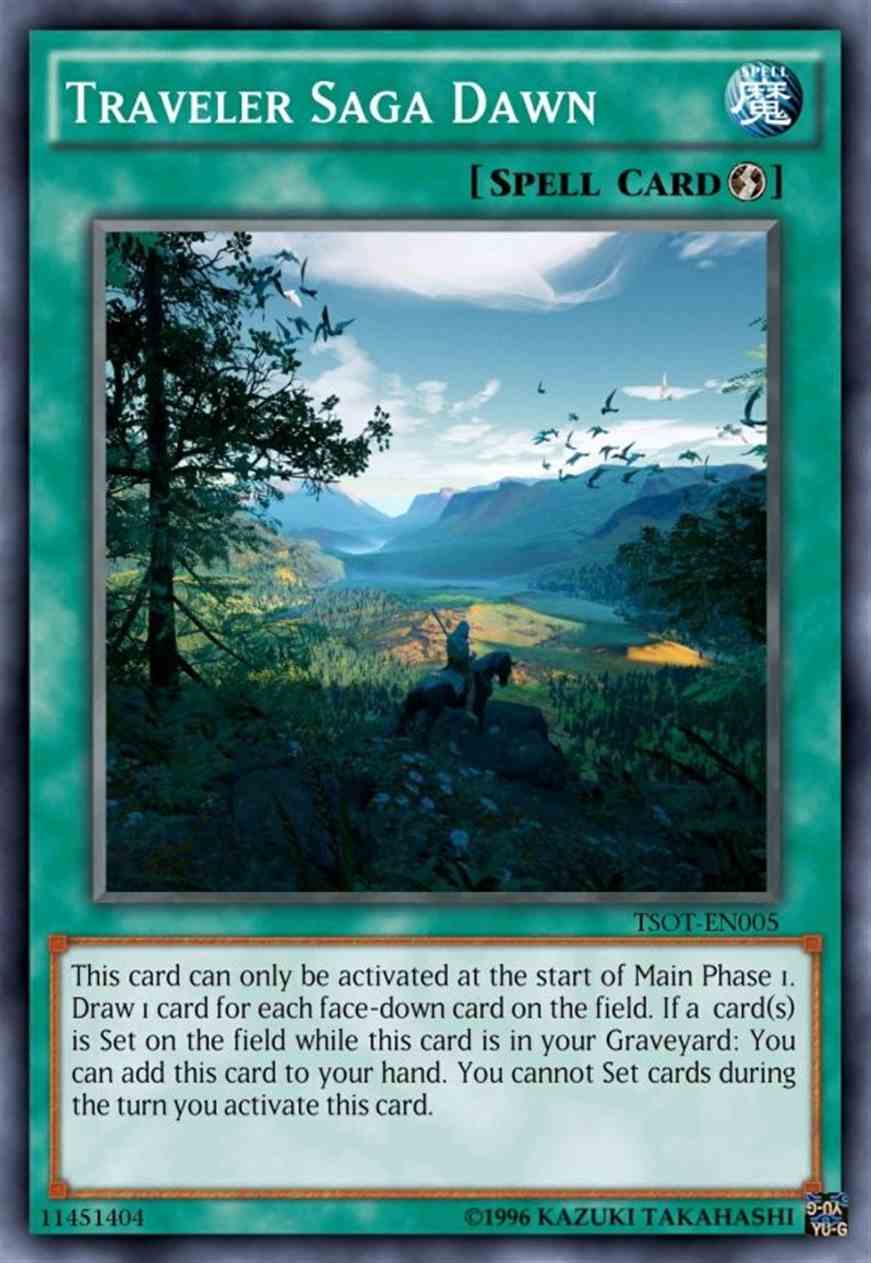 TRAVELER SAGA DAWN
SPELL
魔
[SPELL CARD]
TSOT-EN005
This card can only be activated at the start of Main Phase 1.
Draw 1 card for each face-down card on the field. If a card(s)
is Set on the field while this card is in your Graveyard: You
can add this card to your hand. You cannot Set cards during
the turn you activate this card.
11451404
©1996 KAZUKI TAKAHASHI
YU-G
YU-G